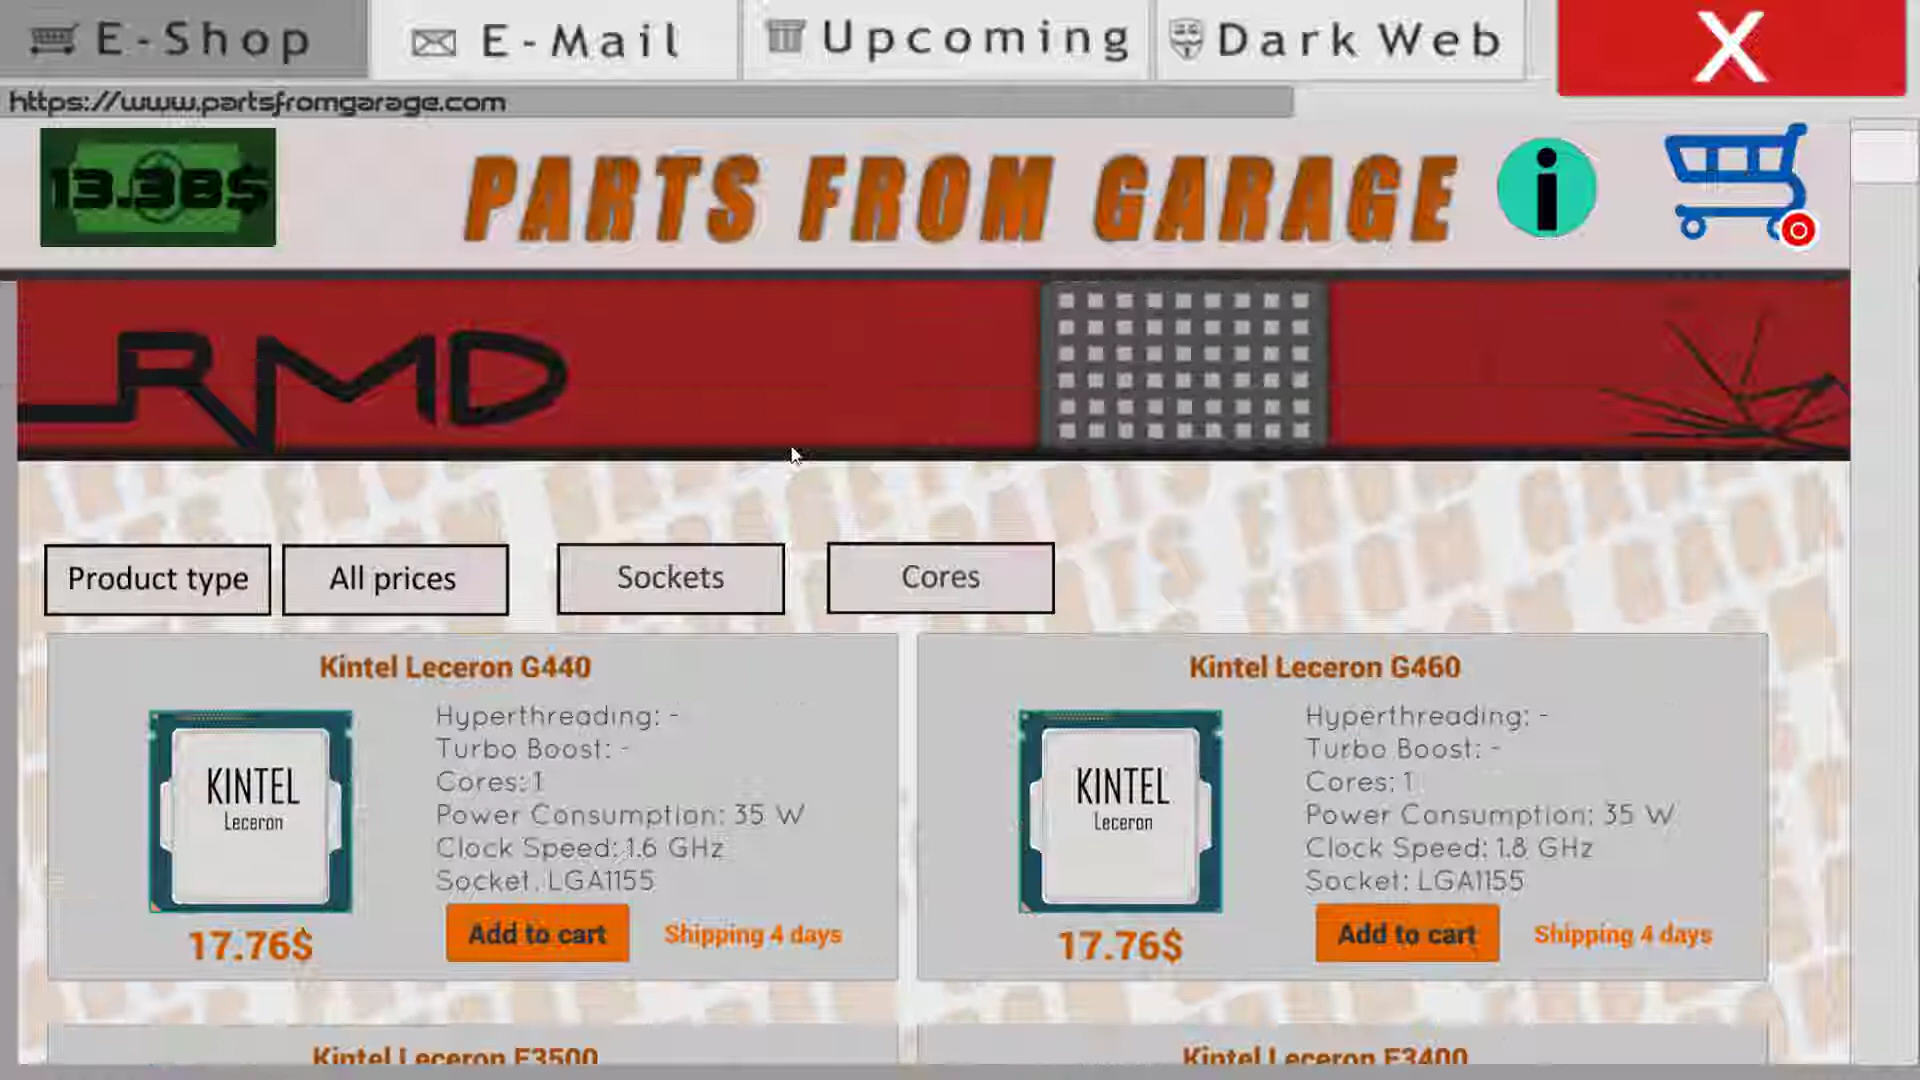 E-Shop
E-Mail
Upcoming
Dark Web
X
https://www.partsfromgarage.com
13.38$
PARTS FROM GARAGE
i
0
RMD
Product type
All prices
Sockets
Cores
Kintel Leceron G440
KINTEL
Leceron
Hyperthreading: -
Turbo Boost: -
Cores: 1
Power Consumption: 35 W
Clock Speed: 1.6 GHz
Socket: LGA1155
17.76$
Add to cart
Shipping 4 days
Kintel Leceron G460
KINTEL
Leceron
Hyperthreading: -
Turbo Boost: -
Cores: 1
Power Consumption: 35 W
Clock Speed: 1.8 GHz
Socket: LGA1155
17.76$
Add to cart
Shipping 4 days
Kintel Leceron E3500
Kintel Leceron E3400